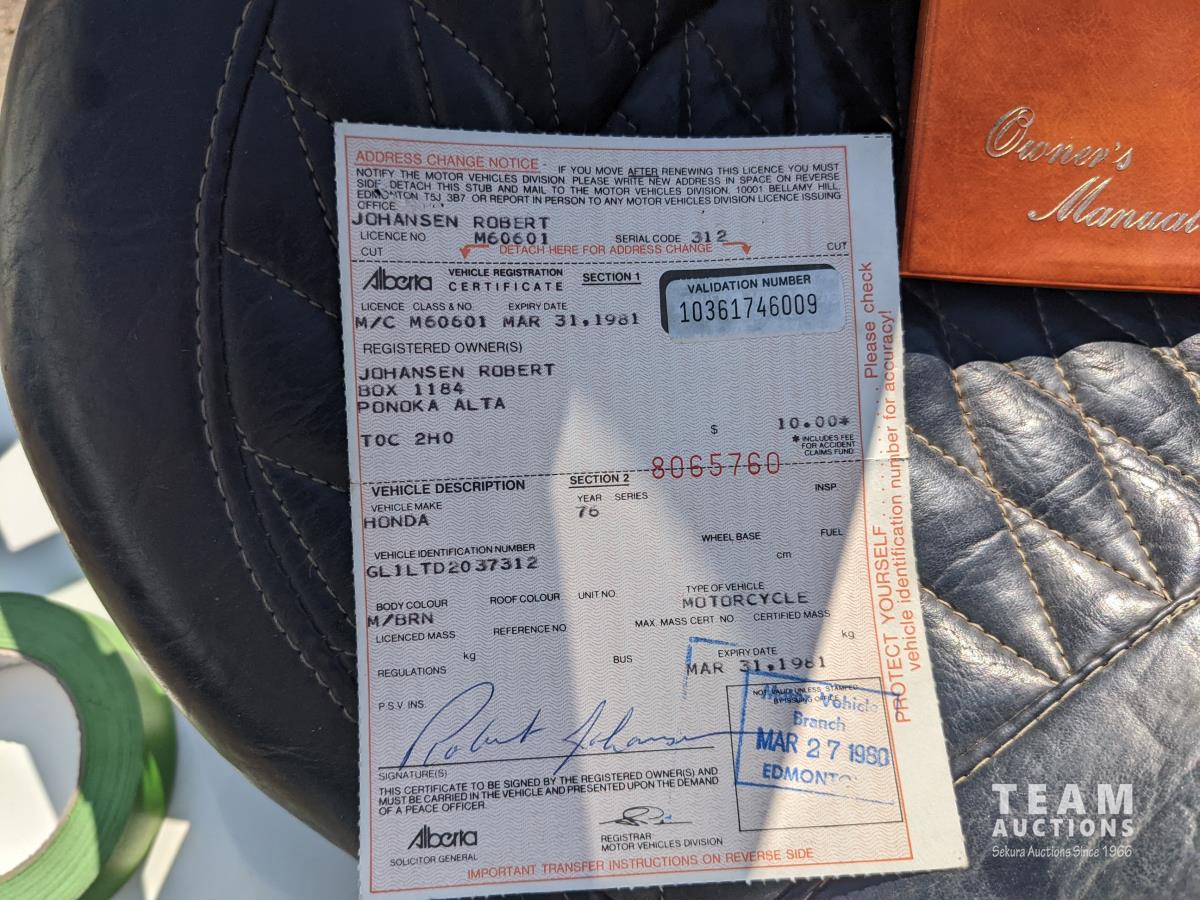 ADDRESS CHANGE NOTICE - IF YOU MOVE AFTER RENEWING THIS LICENCE YOU MUST
NOTIFY THE MOTOR VEHICLES DIVISION. PLEASE WRITE NEW ADDRESS IN SPACE ON REVERSE
SIDE. DETACH THIS STUB AND MAIL TO THE MOTOR VEHICLES DIVISION, 10001 BELLAMY HILL,
EDMONTON T5J 3B7 OR REPORT IN PERSON TO ANY MOTOR VEHICLES DIVISION LICENCE ISSUING
OFFICE.
JOHANSEN ROBERT
LICENCE NO. M60601 SERIAL CODE 312
CUT DETACH HERE FOR ADDRESS CHANGE CUT
Alberta VEHICLE REGISTRATION CERTIFICATE SECTION 1
VALIDATION NUMBER
10361746009
LICENCE CLASS & NO. EXPIRY DATE
M/C M60601 MAR 31,1981
REGISTERED OWNER(S)
JOHANSEN ROBERT
BOX 1184
PONOKA ALTA
T0C 2H0
$ 10.00*
* INCLUDES FEE
FOR ACCIDENT
CLAIMS FUND
8065760
VEHICLE DESCRIPTION SECTION 2
VEHICLE MAKE YEAR SERIES INSP.
HONDA 76
WHEEL BASE FUEL
cm
VEHICLE IDENTIFICATION NUMBER
GL1LTD2037312
BODY COLOUR ROOF COLOUR UNIT NO. TYPE OF VEHICLE
M/BRN MOTORCYCLE
LICENCED MASS REFERENCE NO. MAX. MASS CERT. NO. CERTIFIED MASS
kg kg
REGULATIONS BUS EXPIRY DATE
MAR 31,1981
P.S.V. INS.
NOT VALID UNLESS STAMPED
BY ISSUING OFFICE
Motor Vehicle
Branch
MAR 27 1980
EDMONTON
Robert Johansen
SIGNATURE(S)
THIS CERTIFICATE TO BE SIGNED BY THE REGISTERED OWNER(S) AND
MUST BE CARRIED IN THE VEHICLE AND PRESENTED UPON THE DEMAND
OF A PEACE OFFICER.
Alberta
SOLICITOR GENERAL
REGISTRAR
MOTOR VEHICLES DIVISION
IMPORTANT TRANSFER INSTRUCTIONS ON REVERSE SIDE
PROTECT YOURSELF . . . . . . Please check
vehicle identification number for accuracy!
Owner's
Manual
TEAM
AUCTIONS
Sekura Auctions Since 1966